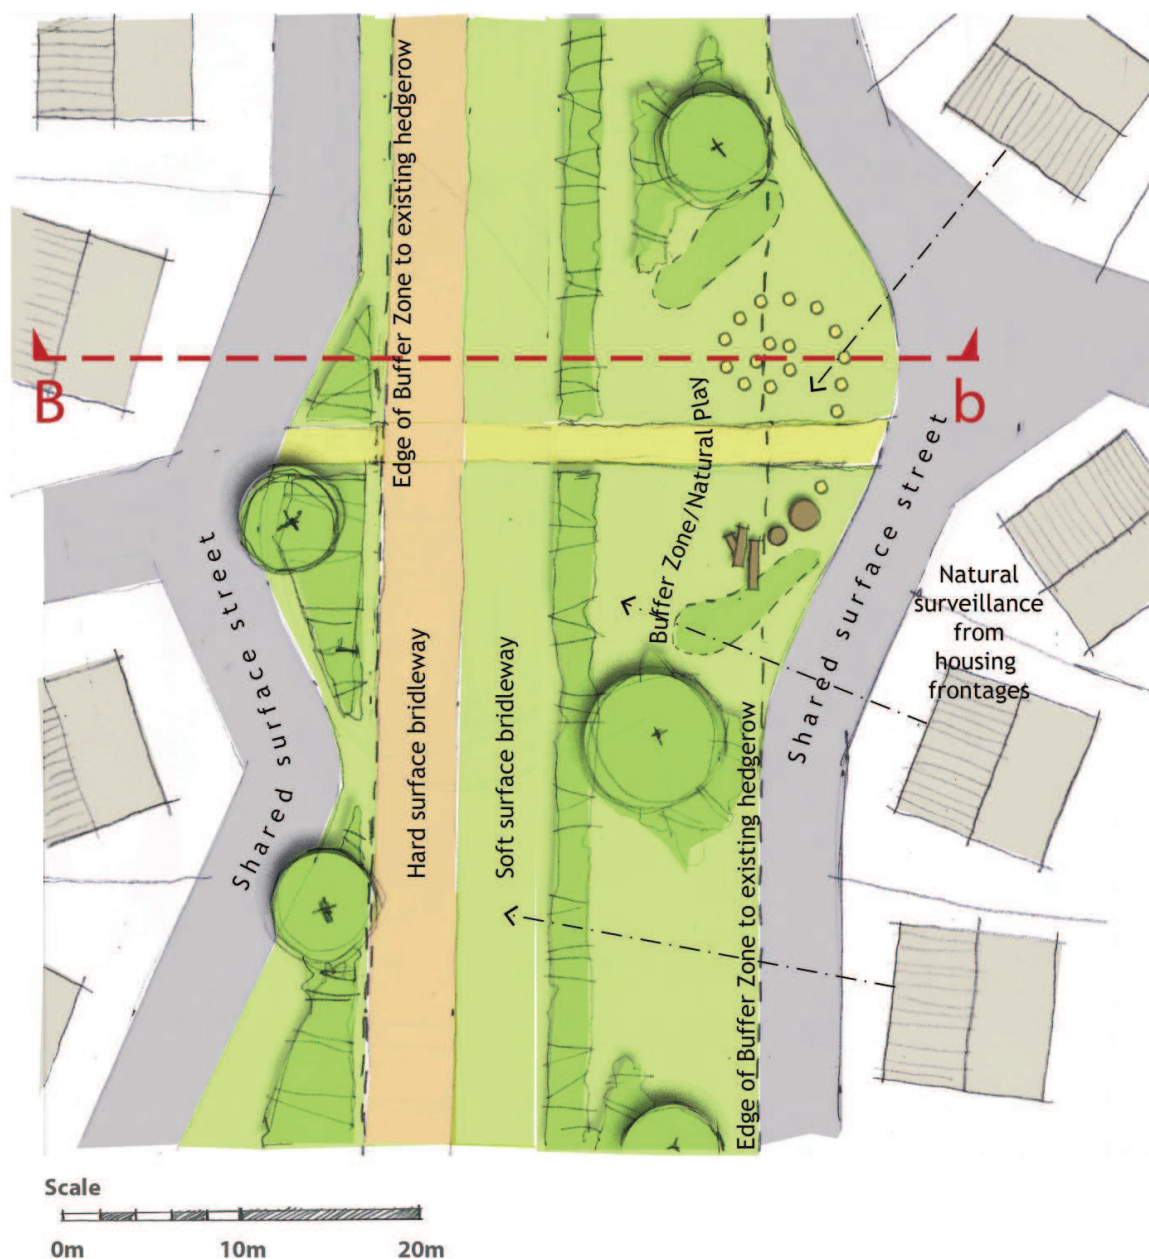 Edge of Buffer Zone to existing hedgerow
B
b
Buffer Zone/Natural Play
Shared surface street
Shared surface street
Natural
surveillance
from
housing
frontages
Hard surface bridleway
Soft surface bridleway
Edge of Buffer Zone to existing hedgerow
Scale
0m
10m
20m